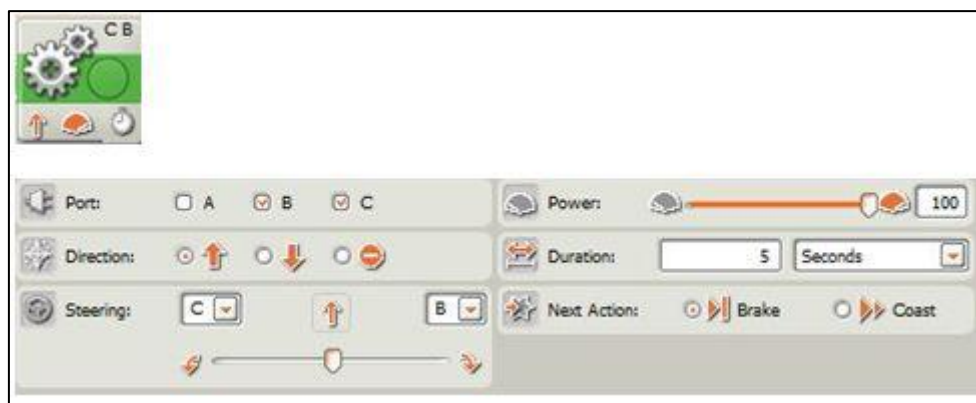 C B
Port: A B C
Power: 100
Direction:
Duration: 5 Seconds
Steering: C B
Next Action: Brake Coast